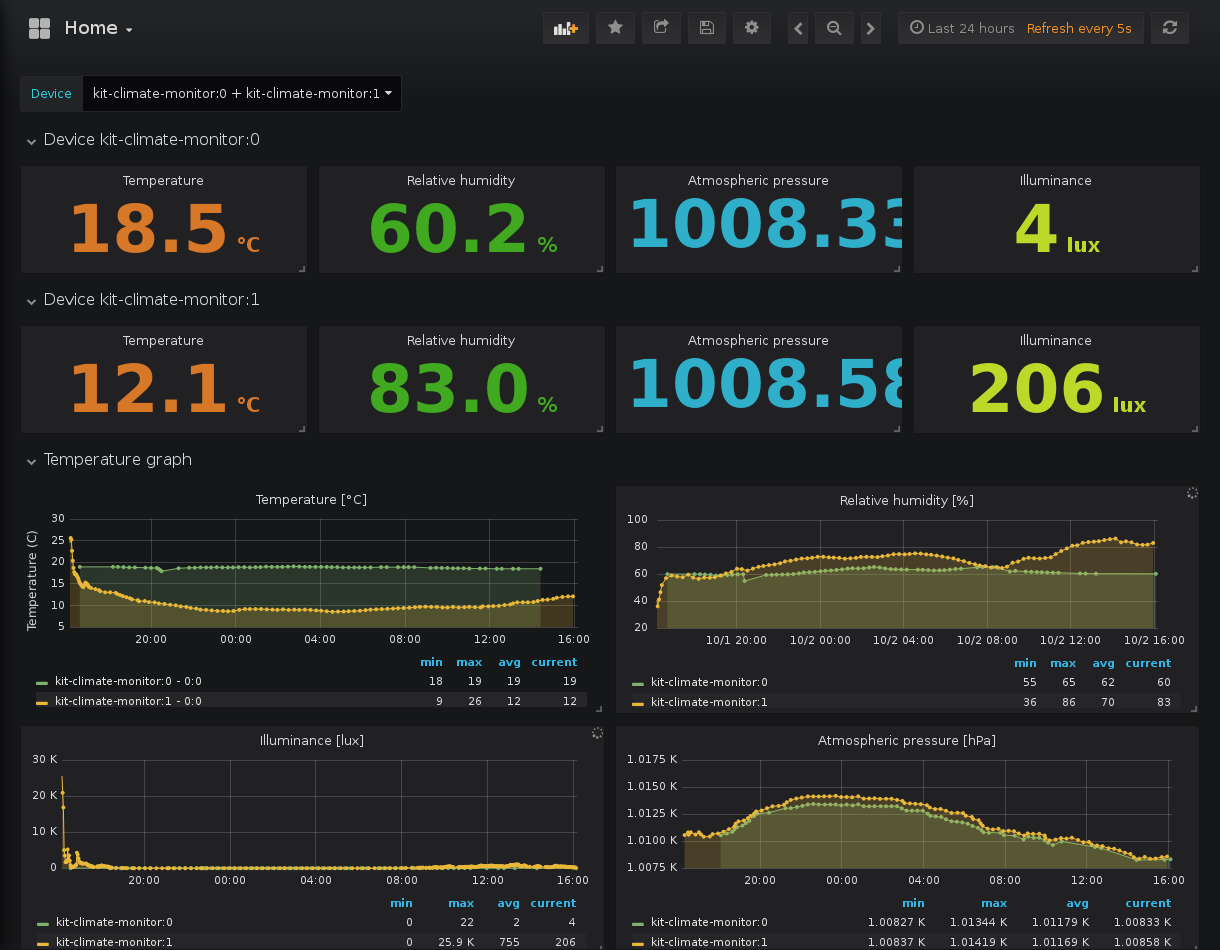 Home
Last 24 hours Refresh every 5s
Device kit-climate-monitor:0 + kit-climate-monitor:1
Device kit-climate-monitor:0
Temperature Relative humidity Atmospheric pressure Illuminance
18.5 °C 60.2 % 1008.33 4 lux
Device kit-climate-monitor:1
Temperature Relative humidity Atmospheric pressure Illuminance
12.1 °C 83.0 % 1008.58 206 lux
Temperature graph
Temperature [°C]
Temperature (C)
30
25
20
15
10
5
20:00 00:00 04:00 08:00 12:00 16:00
min max avg current
kit-climate-monitor:0 - 0:0 18 19 19 19
kit-climate-monitor:1 - 0:0 9 26 12 12
Relative humidity [%]
100
80
60
40
20
10/1 20:00 10/2 00:00 10/2 04:00 10/2 08:00 10/2 12:00 10/2 16:00
min max avg current
kit-climate-monitor:0 55 65 62 60
kit-climate-monitor:1 36 86 70 83
Illuminance [lux]
30 K
20 K
10 K
0
20:00 00:00 04:00 08:00 12:00 16:00
min max avg current
kit-climate-monitor:0 0 22 2 4
kit-climate-monitor:1 0 25.9 K 755 206
Atmospheric pressure [hPa]
1.0175 K
1.0150 K
1.0125 K
1.0100 K
1.0075 K
20:00 00:00 04:00 08:00 12:00 16:00
min max avg current
kit-climate-monitor:0 1.00827 K 1.01344 K 1.01179 K 1.00833 K
kit-climate-monitor:1 1.00837 K 1.01419 K 1.01169 K 1.00858 K